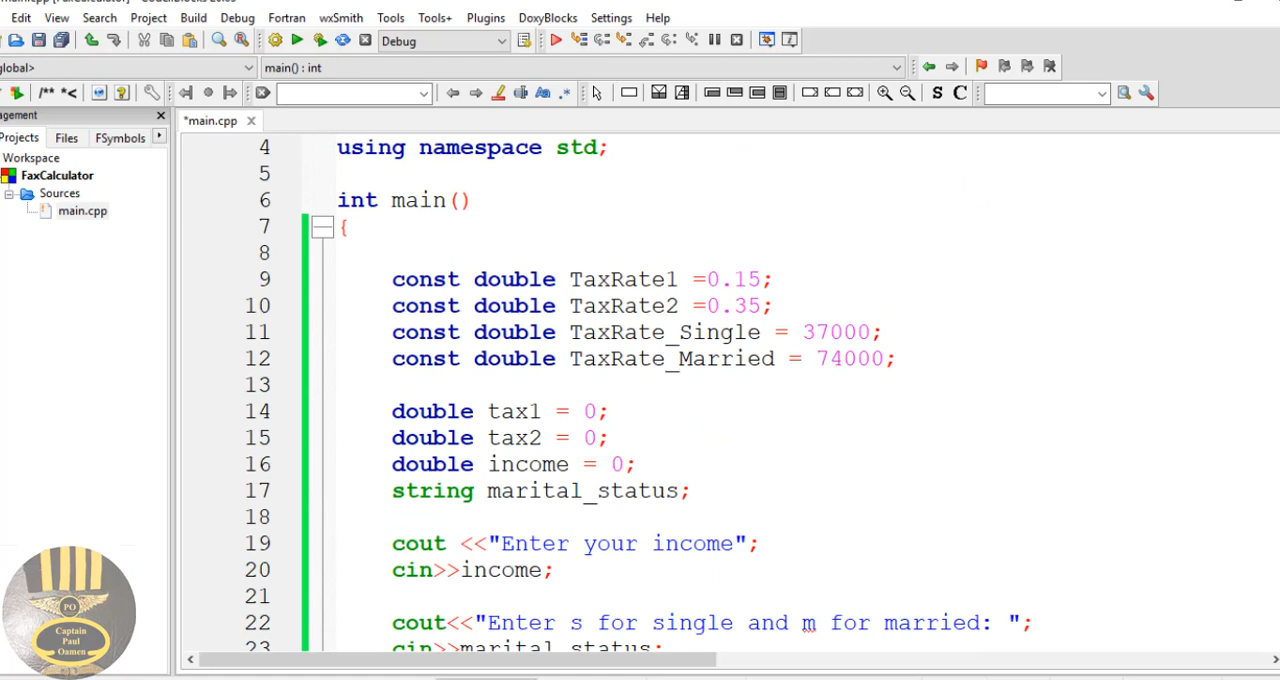 Edit View Search Project Build Debug Fortran wxSmith Tools Tools+ Plugins DoxyBlocks Settings Help
Debug
global> main() : int
/** *< Aa .* S C
agement
*main.cpp
Projects Files FSymbols
Workspace
FaxCalculator
Sources
main.cpp
4 using namespace std;
5
6 int main()
7 {
8
9 const double TaxRate1 =0.15;
10 const double TaxRate2 =0.35;
11 const double TaxRate_Single = 37000;
12 const double TaxRate_Married = 74000;
13
14 double tax1 = 0;
15 double tax2 = 0;
16 double income = 0;
17 string marital_status;
18
19 cout <<"Enter your income";
20 cin>>income;
21
22 cout<<"Enter s for single and m for married: ";
23 cin>>marital_status;
PO
Captain
Paul
Oamen